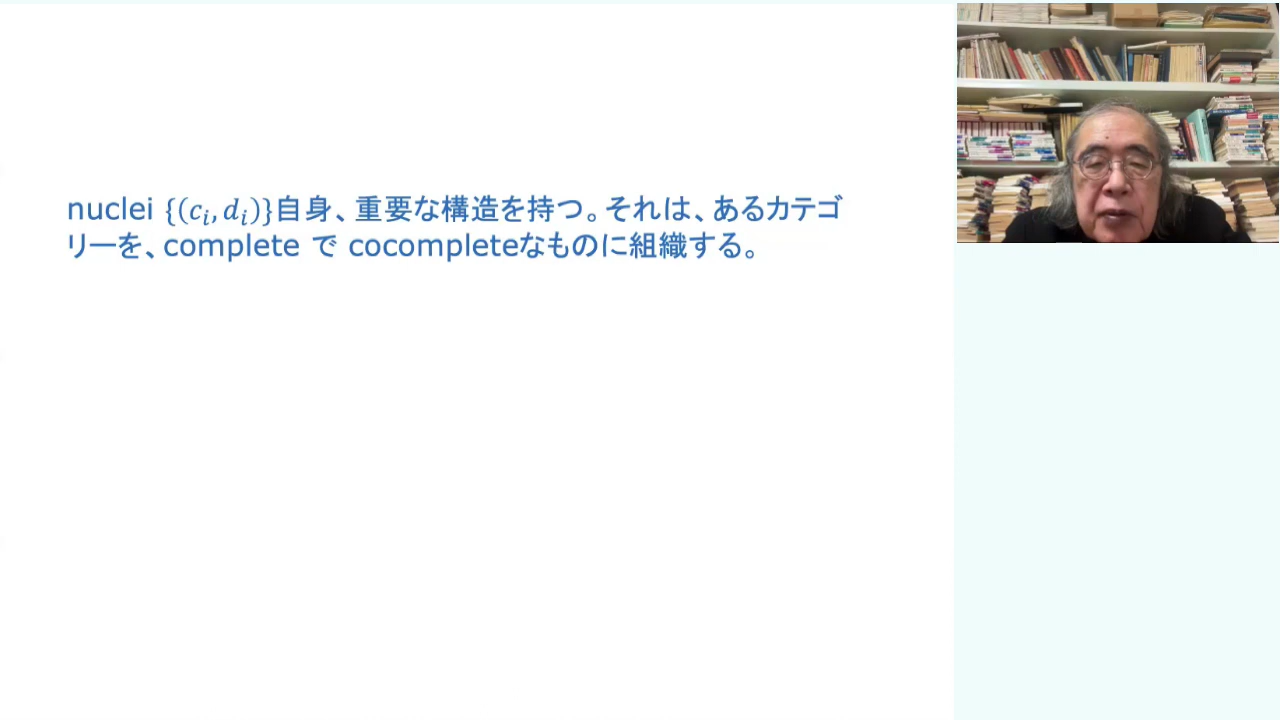 nuclei {(cᵢ, dᵢ)}自身、重要な構造を持つ。それは、あるカテゴ
リーを、complete で cocompleteなものに組織する。